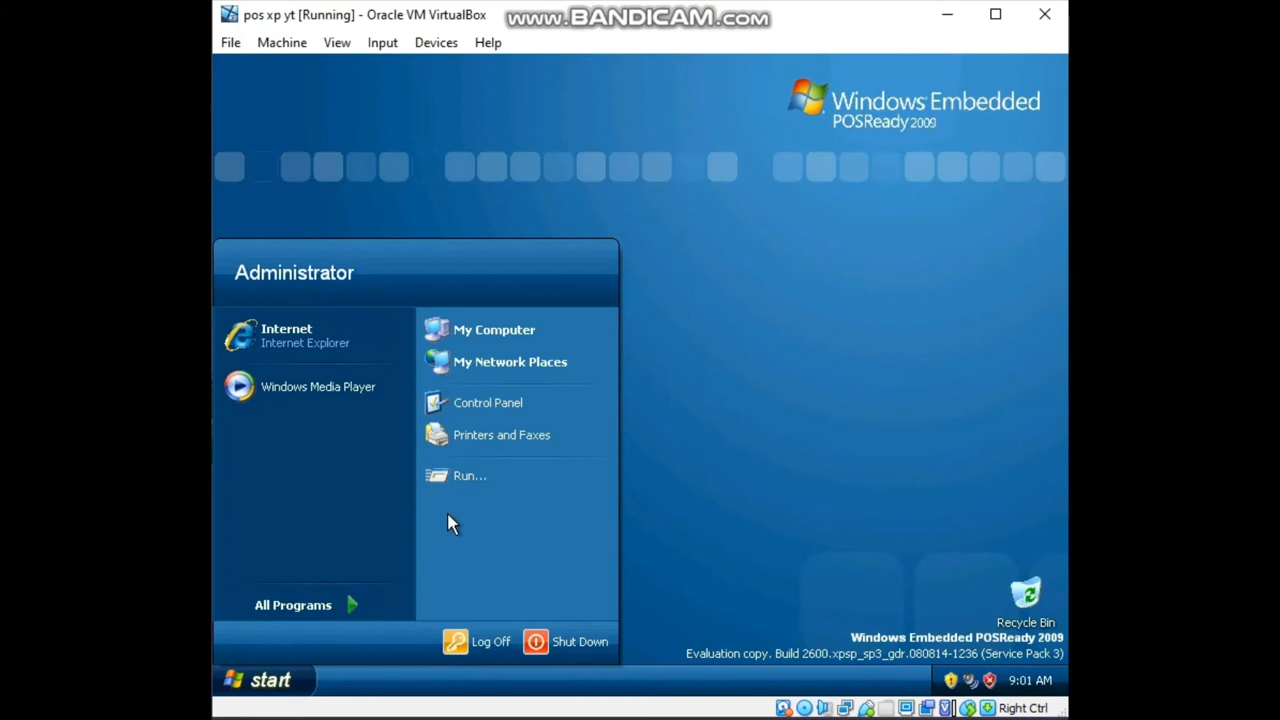 pos xp yt [Running] - Oracle VM VirtualBox
www.BANDICAM.com
File Machine View Input Devices Help
Windows Embedded
POSReady 2009
Administrator
Internet
Internet Explorer
Windows Media Player
My Computer
My Network Places
Control Panel
Printers and Faxes
Run...
All Programs
Log Off
Shut Down
Recycle Bin
Windows Embedded POSReady 2009
Evaluation copy. Build 2600.xpsp_sp3_gdr.080814-1236 (Service Pack 3)
start
9:01 AM
Right Ctrl